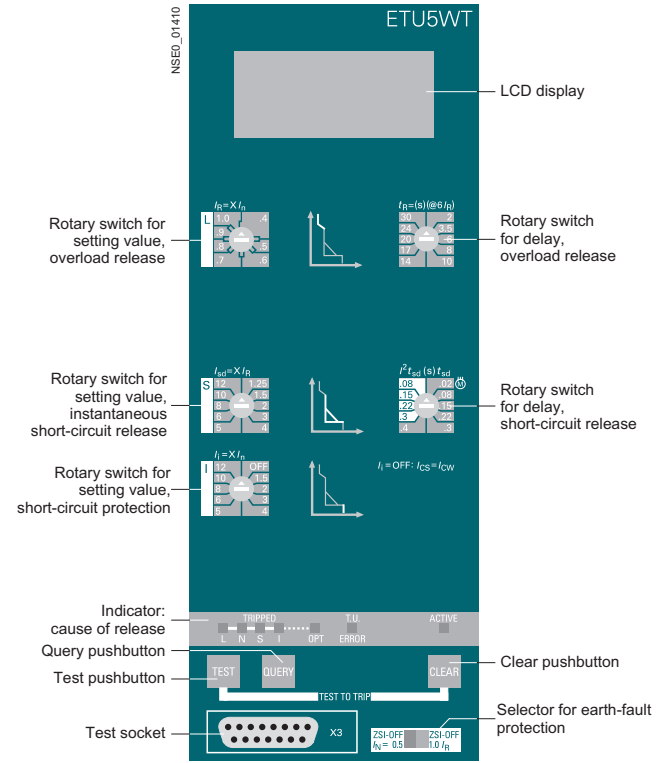 NSE0_01410
ETU5WT
LCD display
Rotary switch for
setting value,
overload release
L
IR=X In
1.0 .4
.9
.8 .5
.7 .6
tR=(s)(@6 IR)
30 2
24 3.5
20 6
17 8
14 10
Rotary switch
for delay,
overload release
Rotary switch for
setting value,
instantaneous
short-circuit release
S
Isd=X IR
12 1.25
10 1.5
8 2
6 3
5 4
I²tsd (s) tsd
.08 .02 M
.15 .08
.22 .15
.3 .22
.4 .3
Rotary switch
for delay,
short-circuit release
Rotary switch for
setting value,
short-circuit protection
I
Ii=X In
12 OFF
10 1.5
8 2
6 3
5 4
Ii=OFF: ICS=ICW
Indicator:
cause of release
TRIPPED T.U. ACTIVE
L N S I OPT ERROR
Query pushbutton
Test pushbutton
TEST QUERY CLEAR
Clear pushbutton
TEST TO TRIP
Test socket
X3
ZSI-OFF ZSI-OFF
IN= 0.5 1.0 IR
Selector for earth-fault
protection